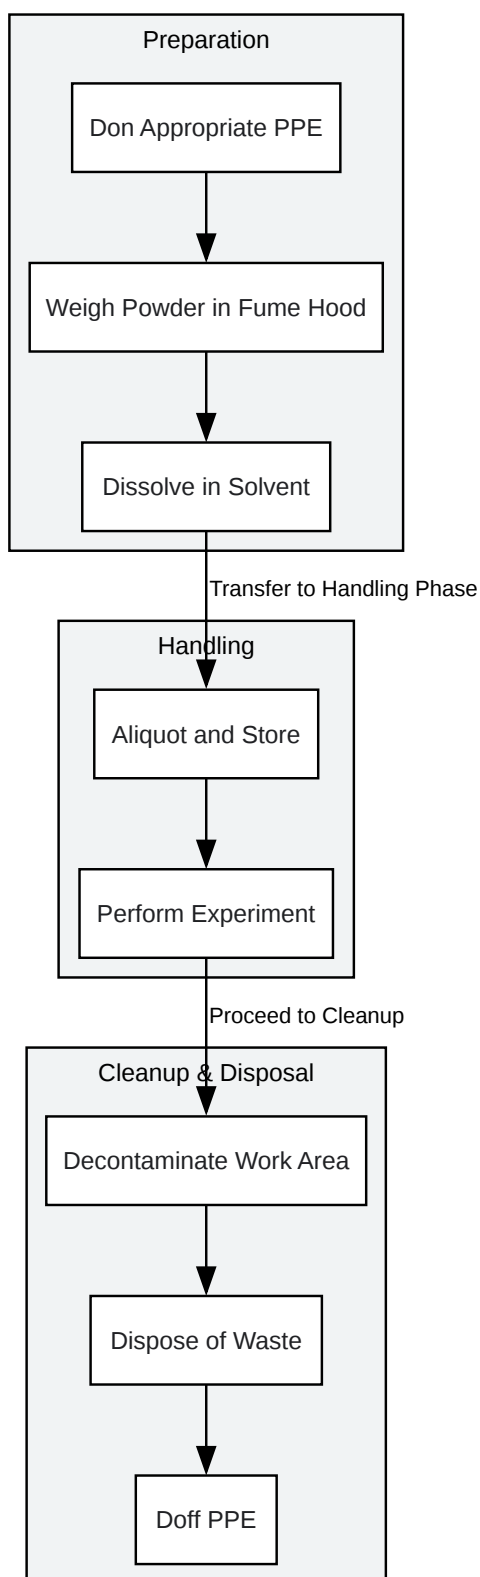 Preparation
Don Appropriate PPE
Weigh Powder in Fume Hood
Dissolve in Solvent
Transfer to Handling Phase
Handling
Aliquot and Store
Perform Experiment
Proceed to Cleanup
Cleanup & Disposal
Decontaminate Work Area
Dispose of Waste
Doff PPE